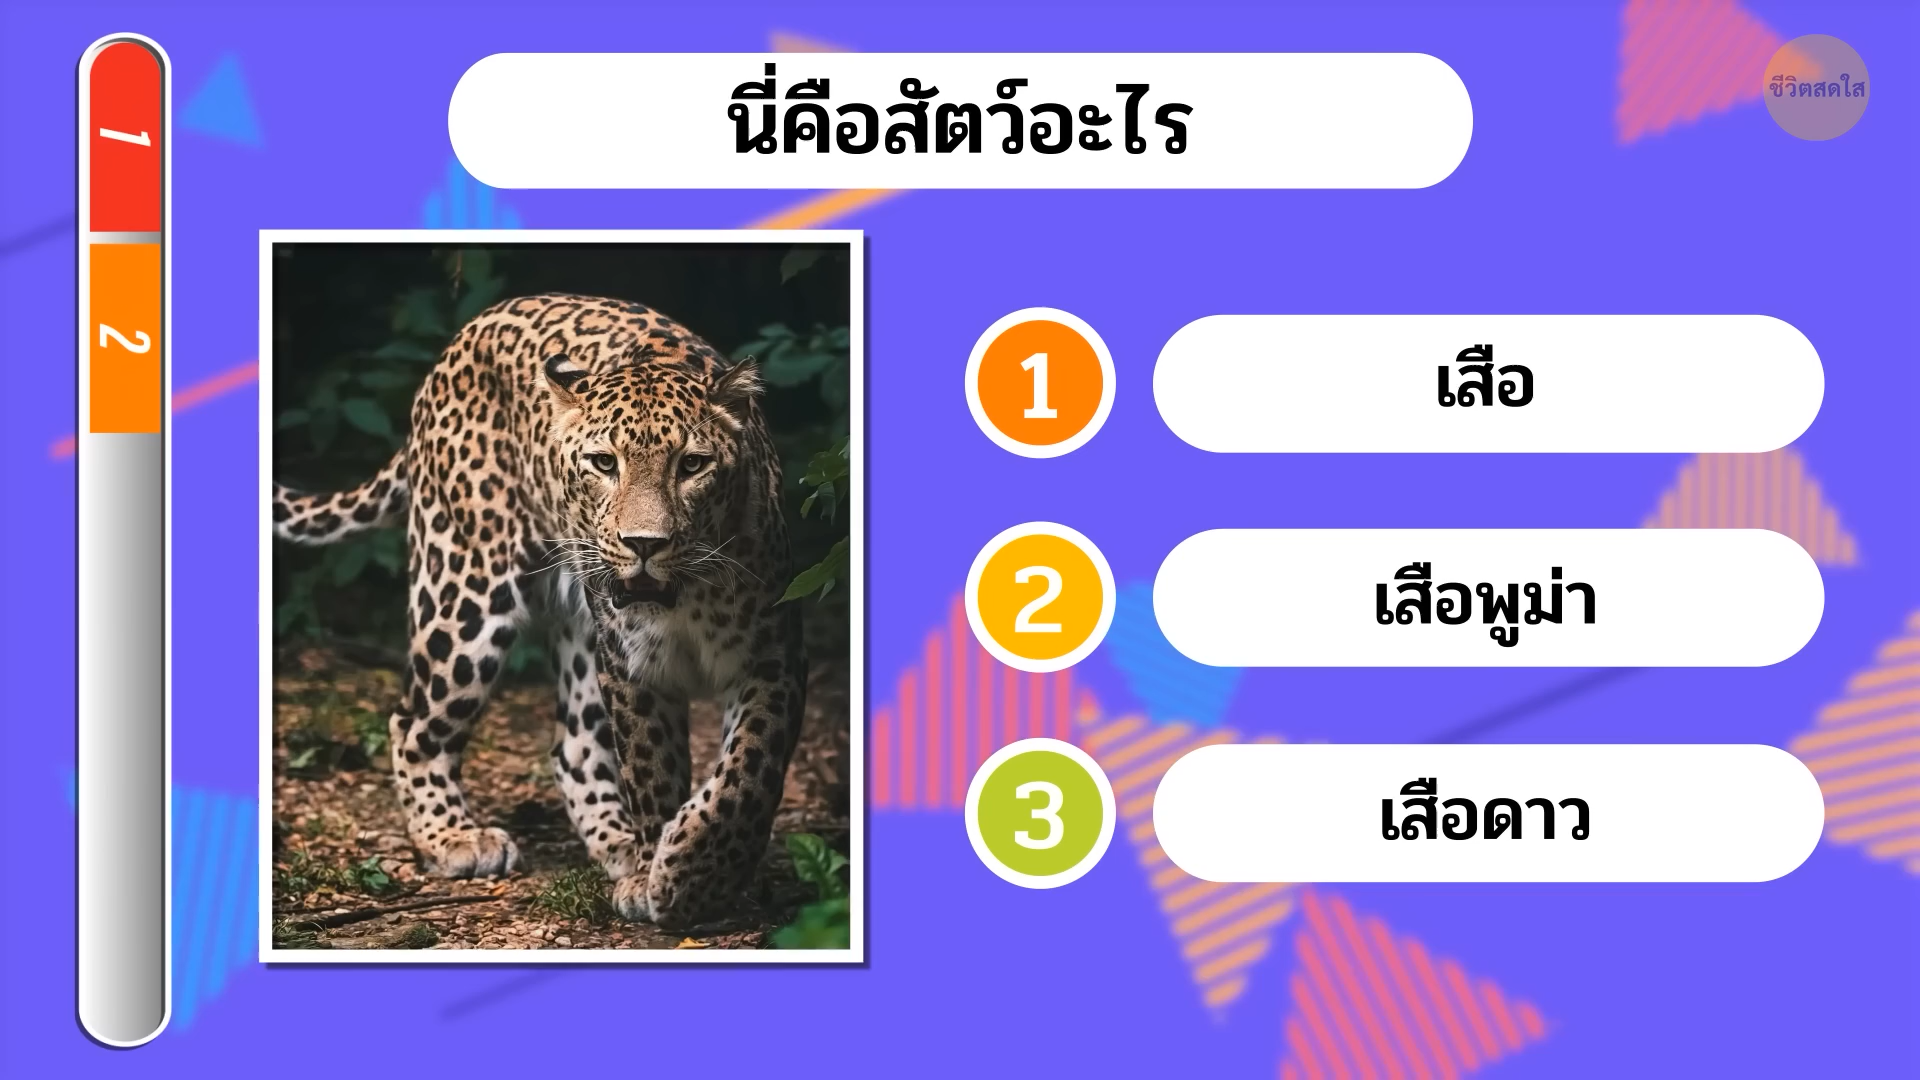 นี่คือสัตว์อะไร
ชีวิตสดใส
1
2
1
เสือ
2
เสือพูม่า
3
เสือดาว